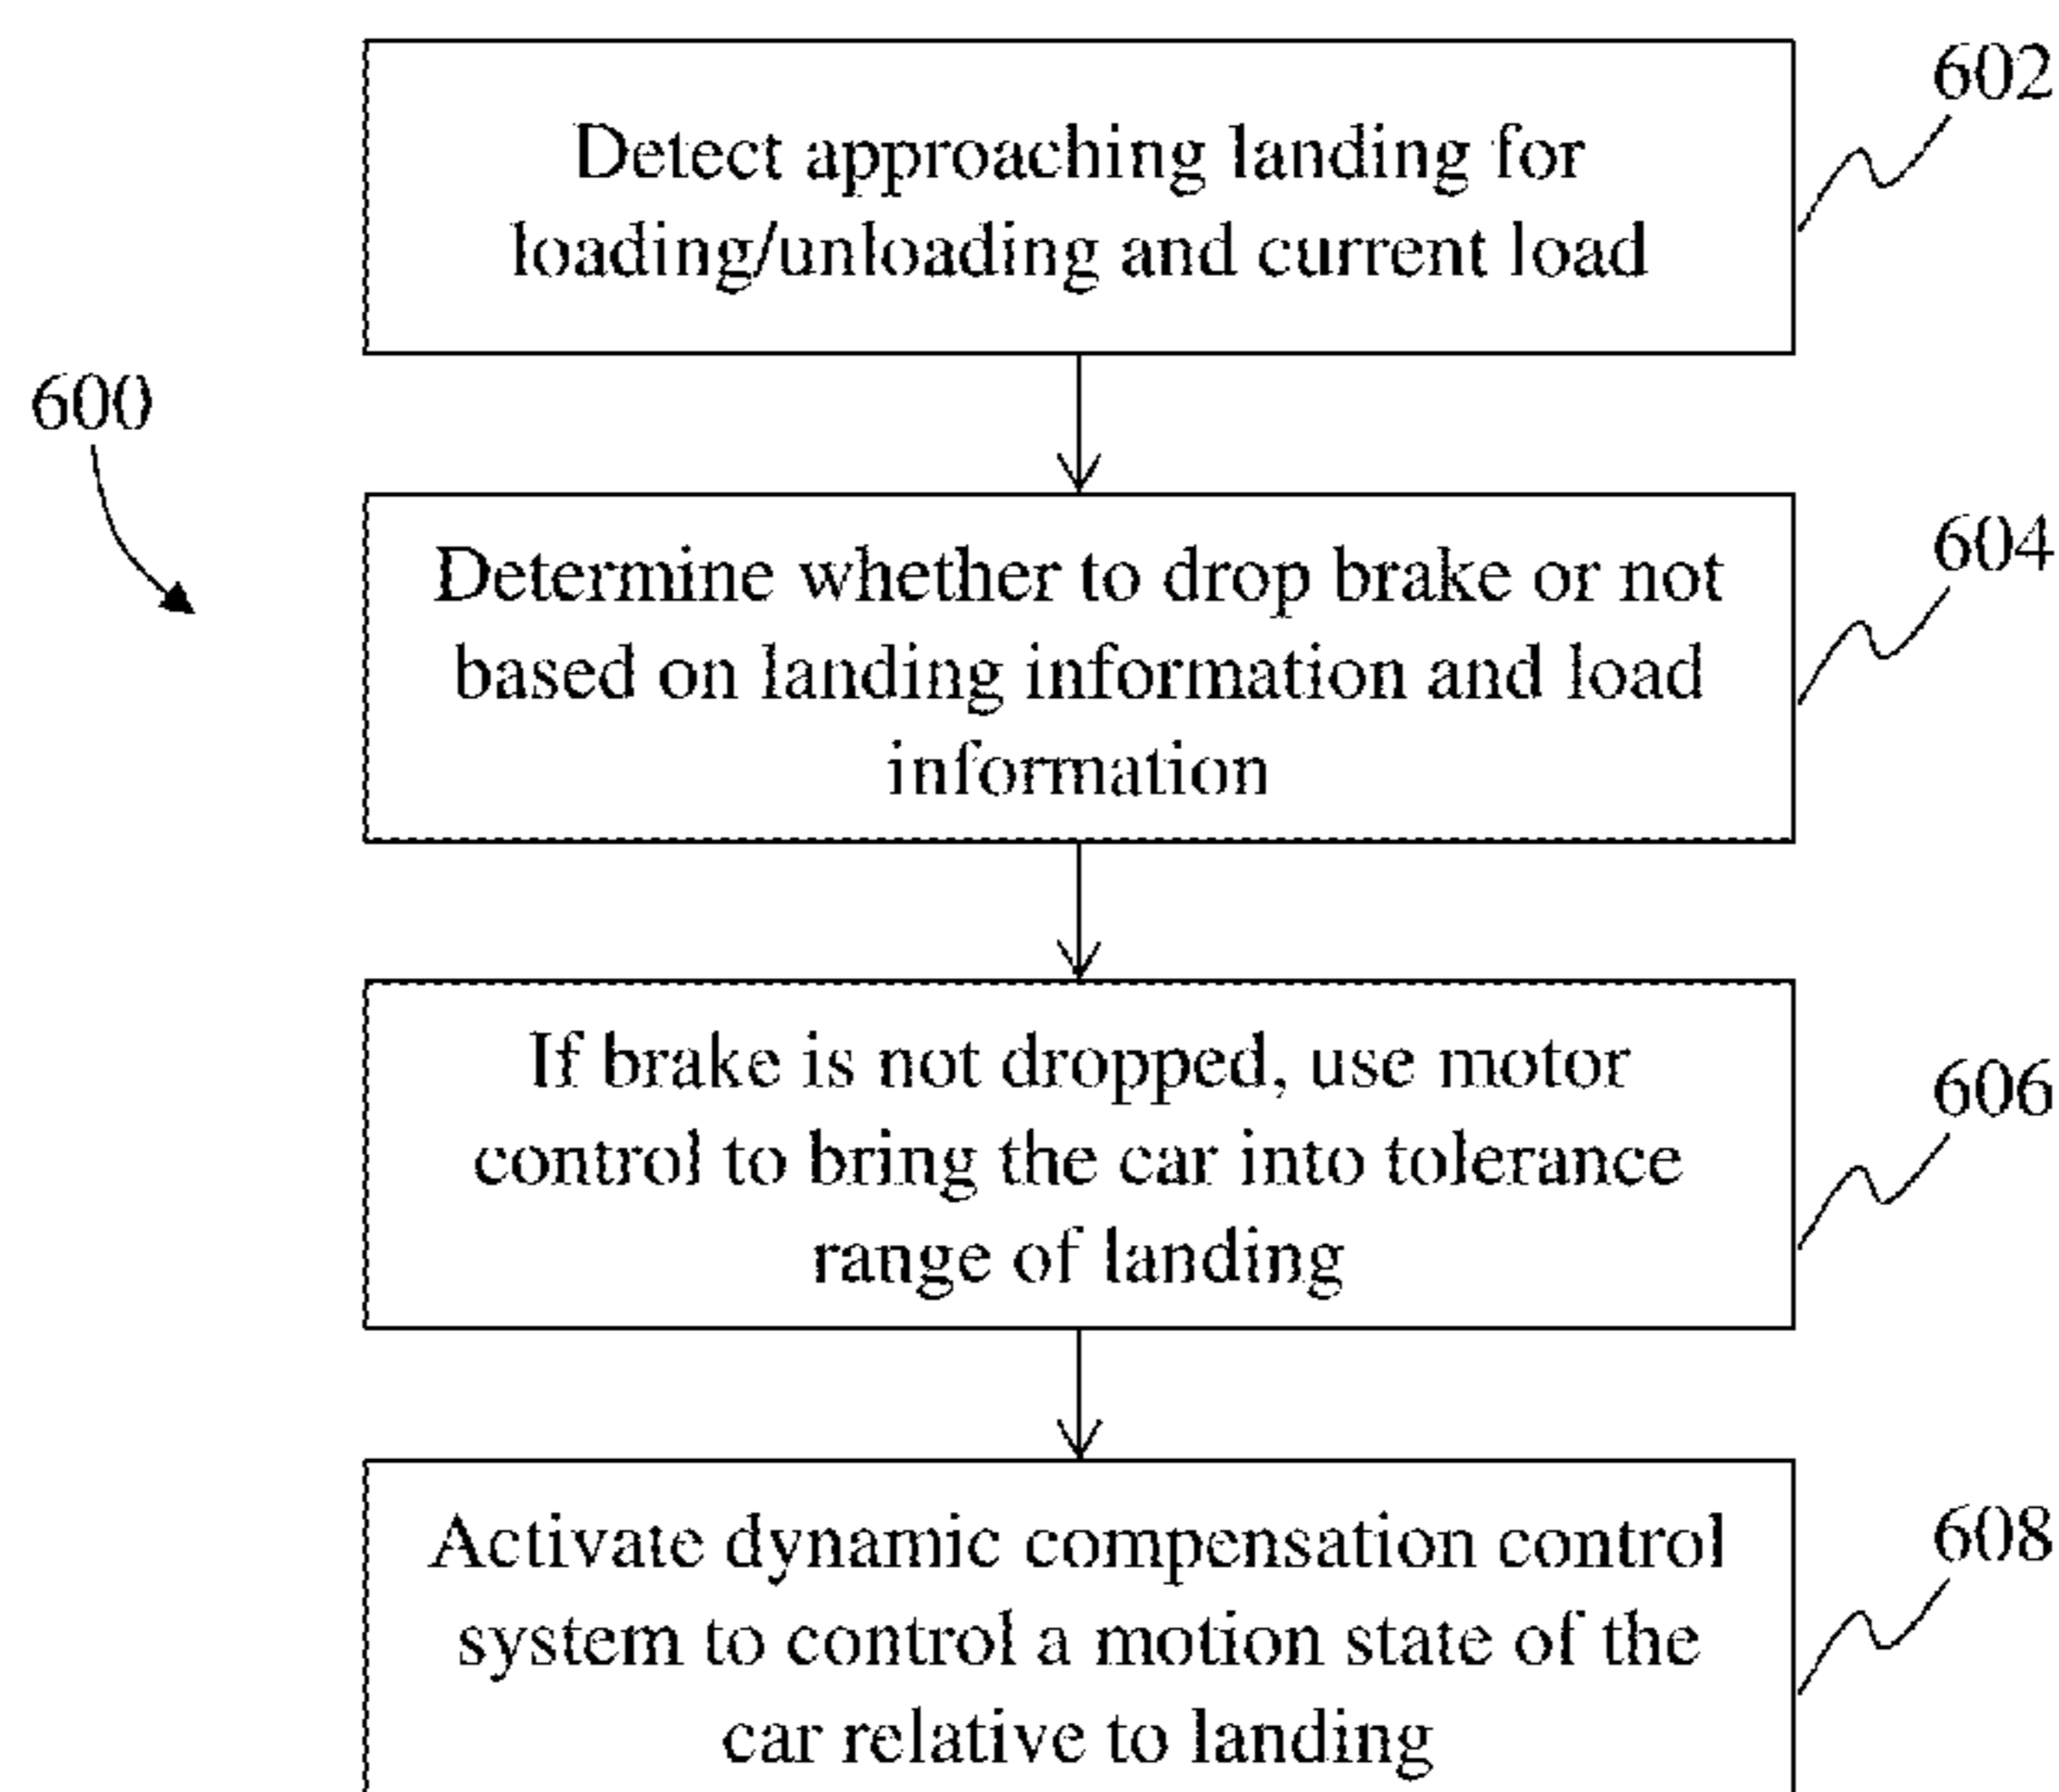 602
Detect approaching landing for
loading/unloading and current load
600
604
Determine whether to drop brake or not
based on landing information and load
information
606
If brake is not dropped, use motor
control to bring the car into tolerance
range of landing
608
Activate dynamic compensation control
system to control a motion state of the
car relative to landing